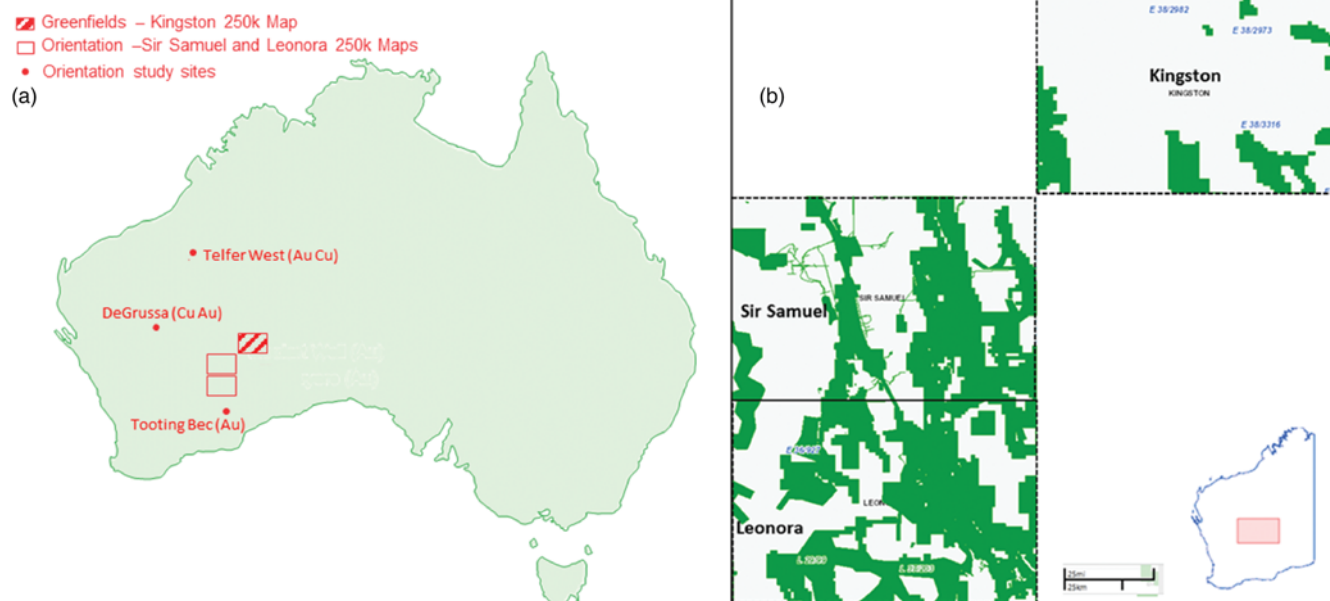 Greenfields – Kingston 250k Map
Orientation –Sir Samuel and Leonora 250k Maps
Orientation study sites
(a)
Telfer West (Au Cu)
DeGrussa (Cu Au)
Tooting Bec (Au)
(b)
E 38/2982
E 38/2973
Kingston
KINGSTON
E 38/3316
SIR SAMUEL
Sir Samuel
LEON
Leonora
25mi
25km